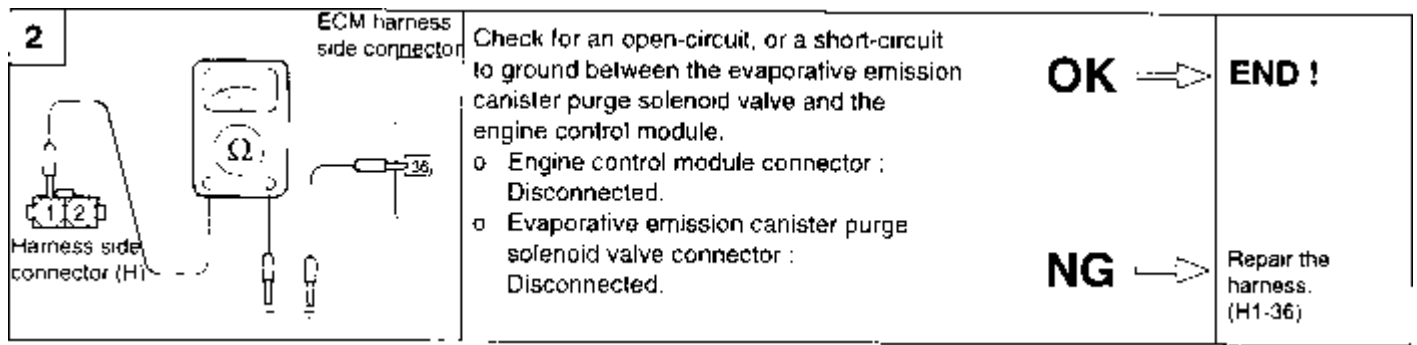 2
ECM harness
side connector
Ω
36
1 2
Harness side
connector (H)
Check for an open-circuit, or a short-circuit
to ground between the evaporative emission
canister purge solenoid valve and the
engine control module.
o Engine control module connector :
Disconnected.
o Evaporative emission canister purge
solenoid valve connector :
Disconnected.
OK
END !
NG
Repair the
harness.
(H1-36)